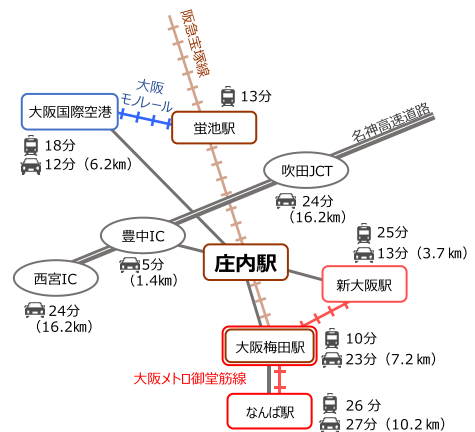 阪急宝塚線
大阪
モノレール
13分
大阪国際空港
蛍池駅
名神高速道路
18分
12分（6.2km）
吹田JCT
24分
（16.2km）
豊中IC
25分
13分（3.7km）
庄内駅
5分
（1.4km）
西宮IC
新大阪駅
24分
（16.2km）
10分
大阪梅田駅
23分（7.2km）
大阪メトロ御堂筋線
なんば駅
26 分
27分（10.2km）